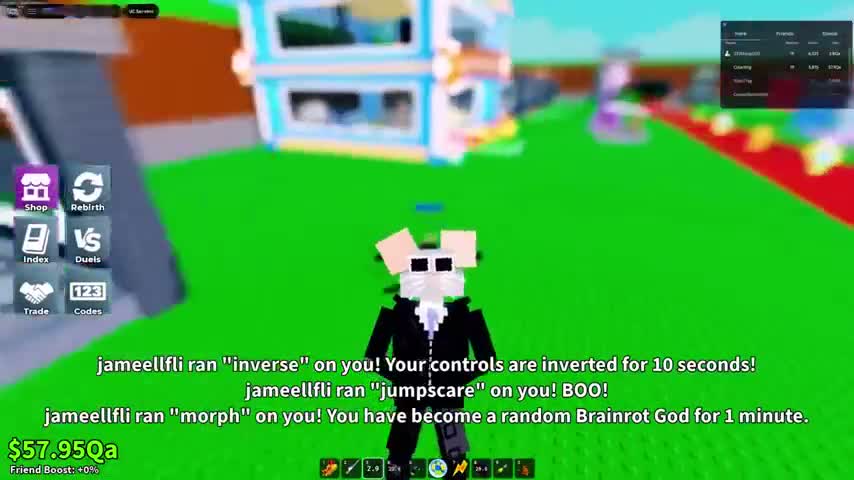 UC Servers
Shop
Rebirth
Index
Duels
Trade
123
Codes
jameellfli ran "inverse" on you! Your controls are inverted for 10 seconds!
jameellfli ran "jumpscare" on you! BOO!
jameellfli ran "morph" on you! You have become a random Brainrot God for 1 minute.
$57.95Qa
Friend Boost: +0%